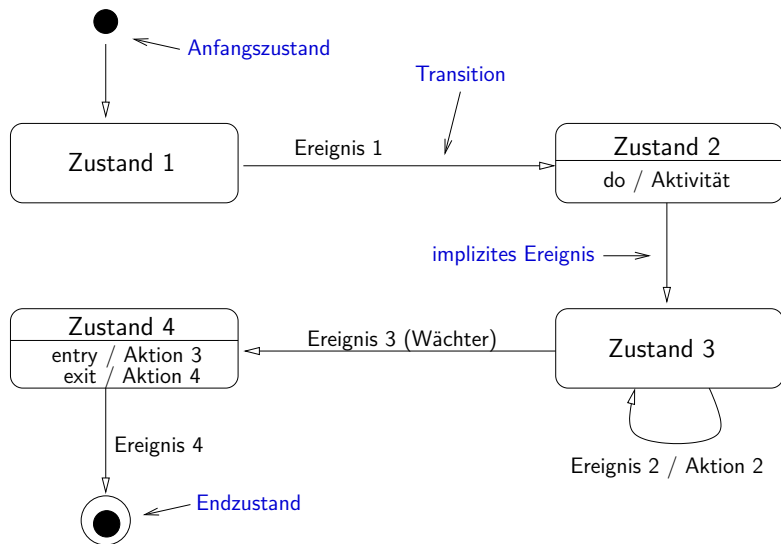 Anfangszustand
Transition
Zustand 1
Ereignis 1
Zustand 2
do / Aktivität
implizites Ereignis
Zustand 4
entry / Aktion 3
exit / Aktion 4
Ereignis 3 (Wächter)
Zustand 3
Ereignis 4
Ereignis 2 / Aktion 2
Endzustand